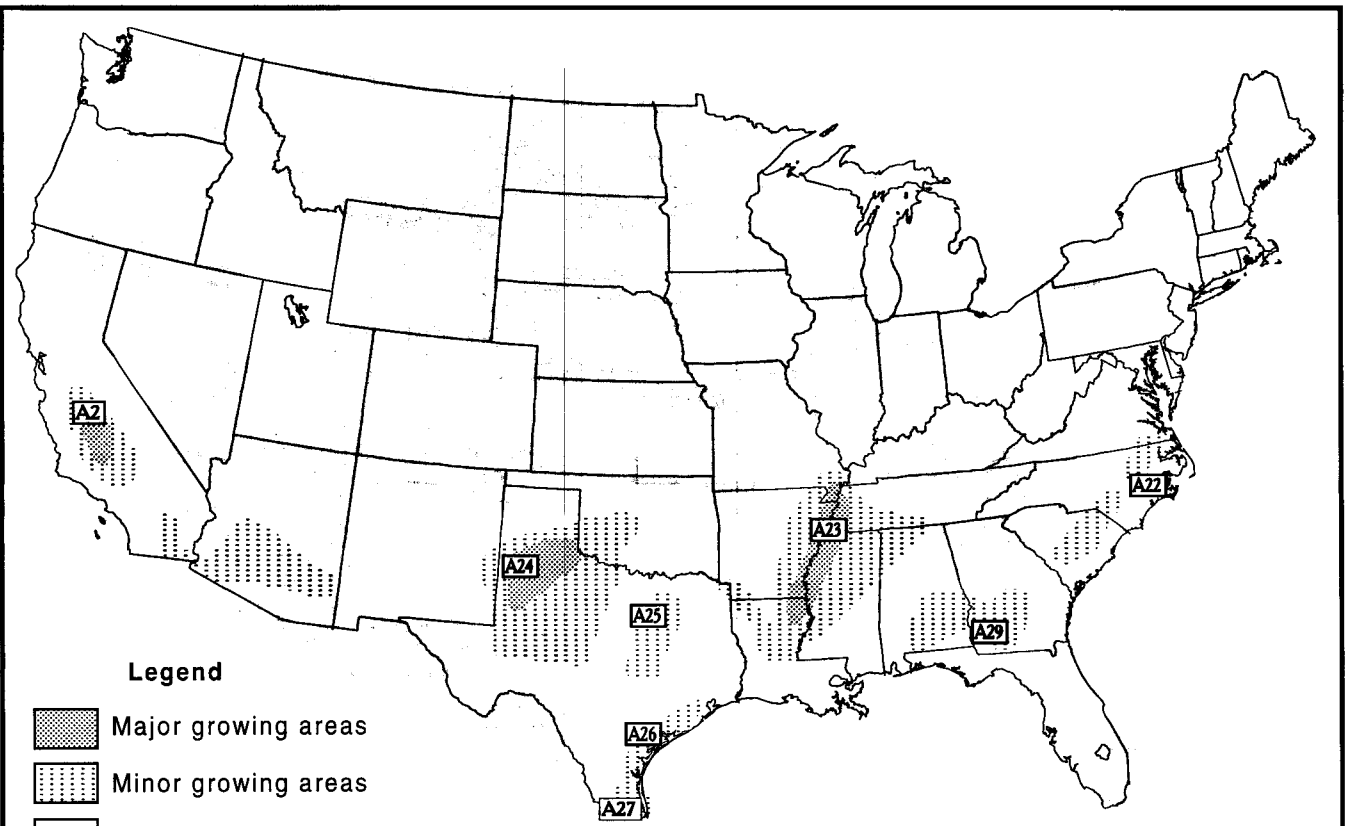 A2
A22
A23
A24
A25
A29
A26
A27
Legend
Major growing areas
Minor growing areas